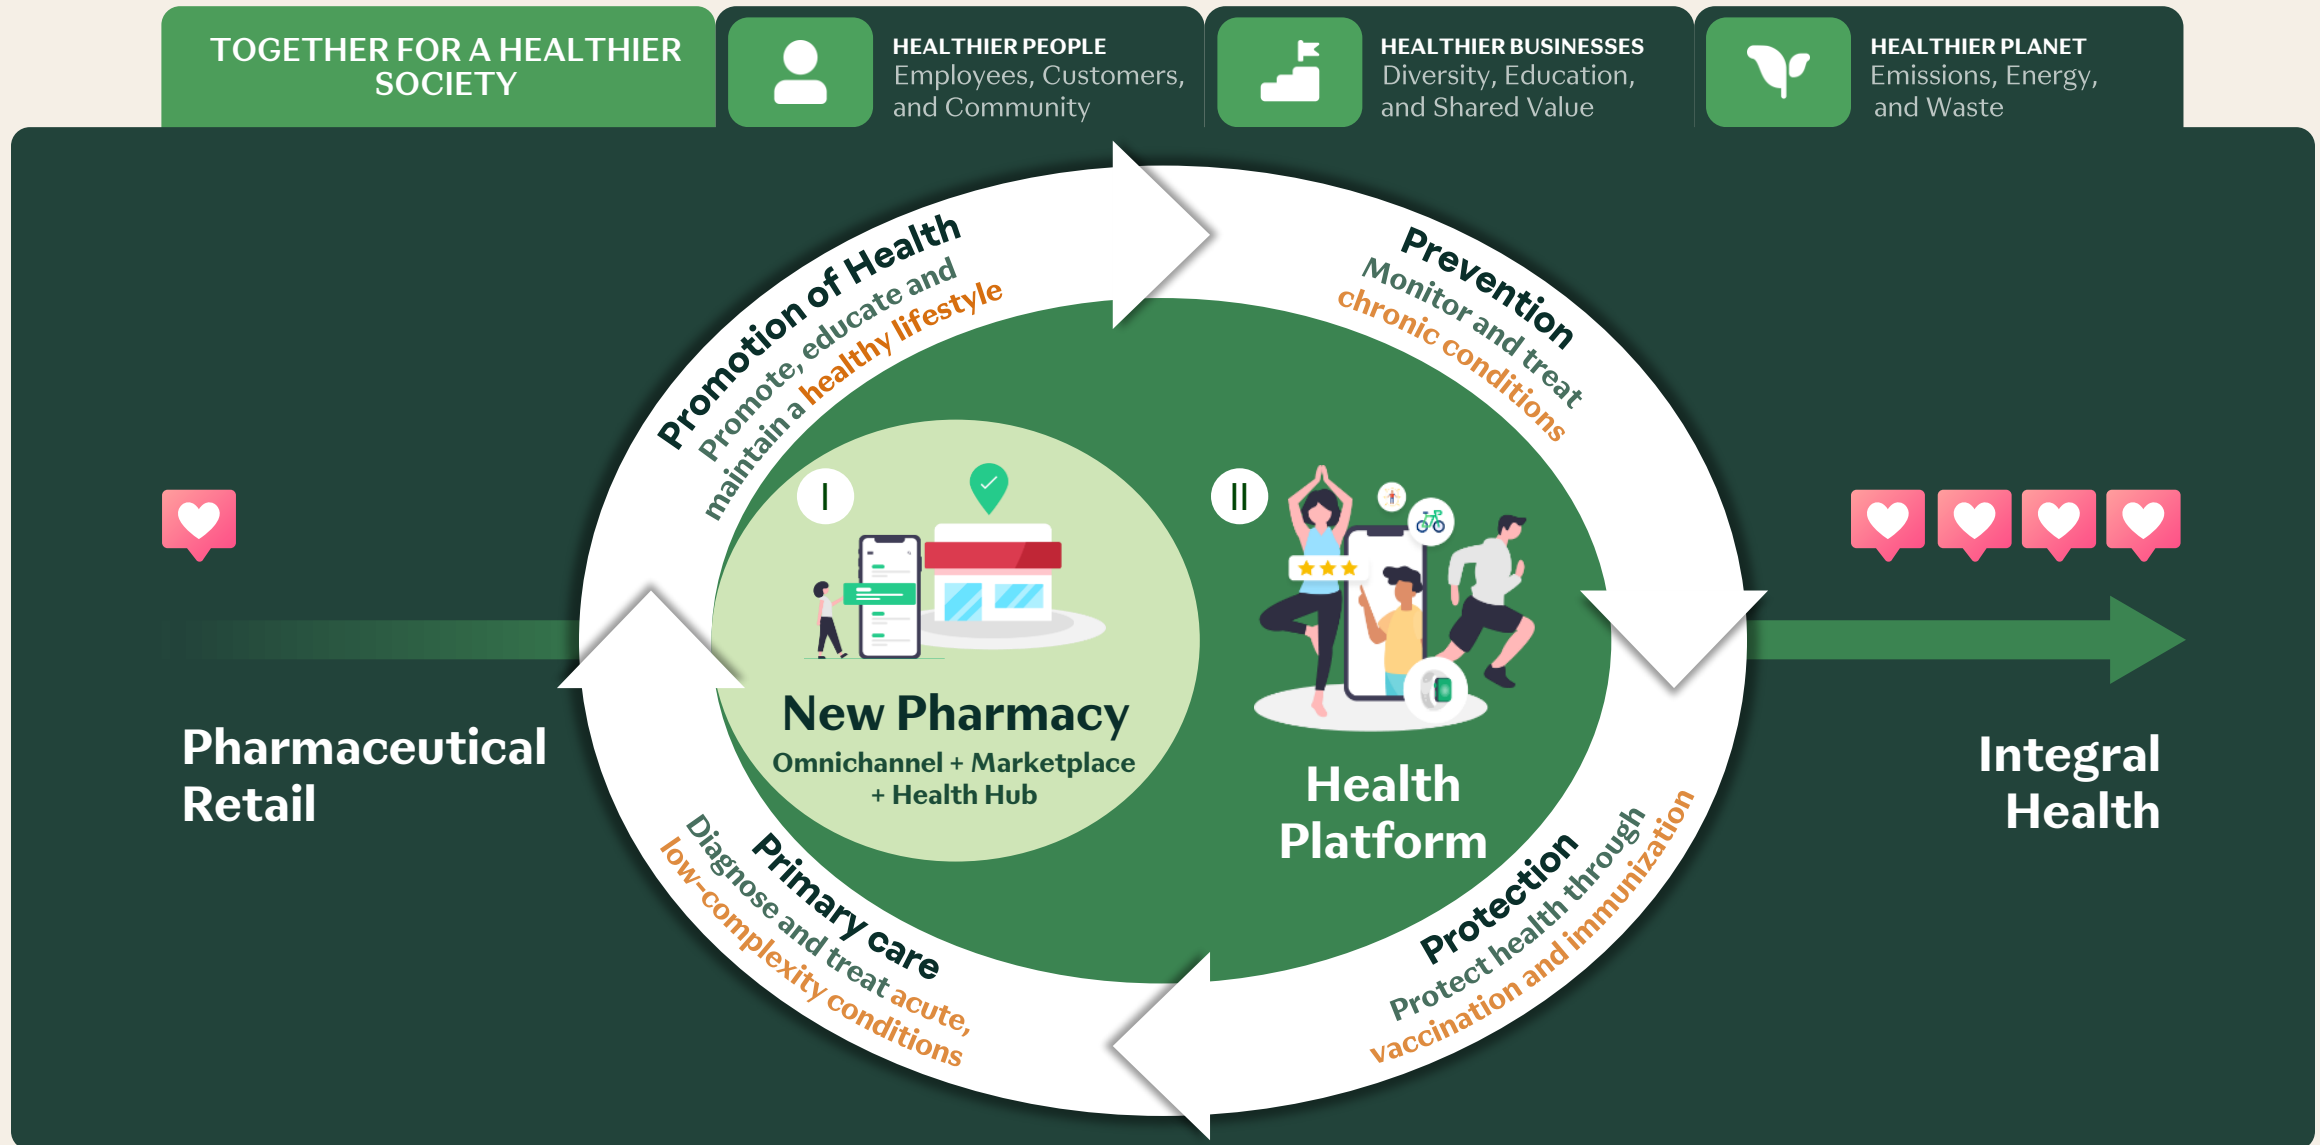 TOGETHER FOR A HEALTHIER
SOCIETY
HEALTHIER PEOPLE
Employees, Customers,
and Community
HEALTHIER BUSINESSES
Diversity, Education,
and Shared Value
HEALTHIER PLANET
Emissions, Energy,
and Waste
Promotion of Health
Promote, educate and
maintain a healthy lifestyle
Prevention
Monitor and treat
chronic conditions
I
New Pharmacy
Omnichannel + Marketplace
+ Health Hub
II
Health
Platform
Pharmaceutical
Retail
Integral
Health
Primary care
Diagnose and treat acute,
low-complexity conditions
Protection
Protect health through
vaccination and immunization